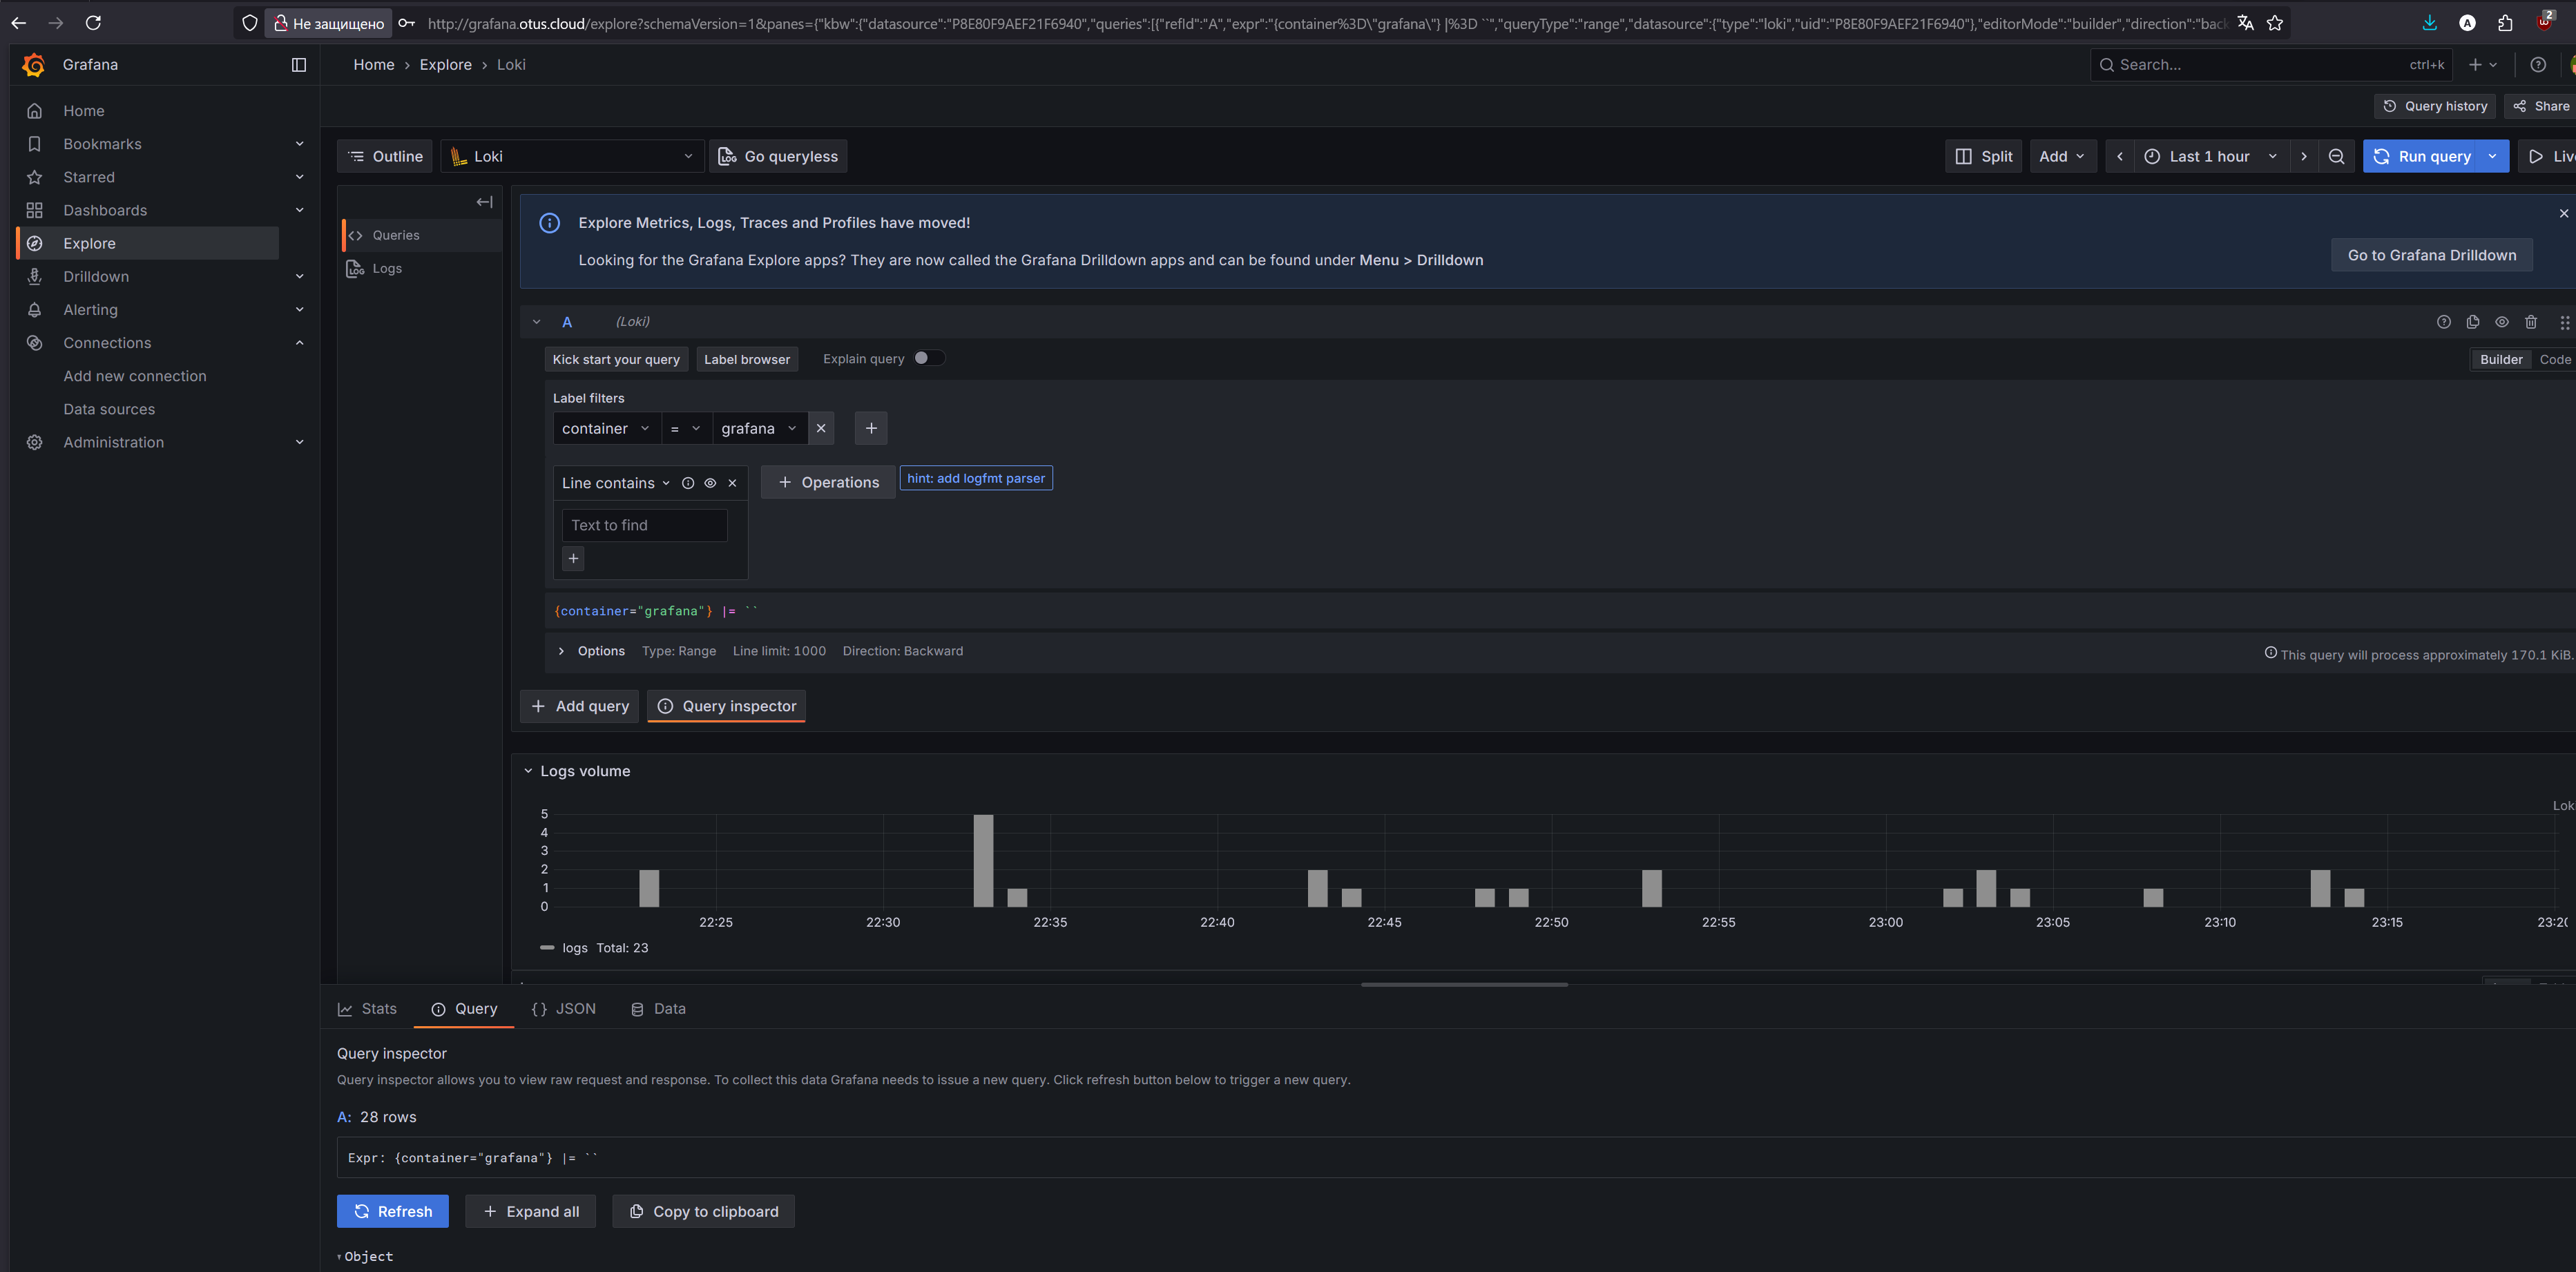 Не защищено
http://grafana.otus.cloud/explore?schemaVersion=1&panes={"kbw":{"datasource":"P8E80F9AEF21F6940","queries":[{"refId":"A","expr":"{container%3D\"grafana\"} |%3D ``","queryType":"range","datasource":{"type":"loki","uid":"P8E80F9AEF21F6940"},"editorMode":"builder","direction":"back
A
2
Grafana
Home › Explore › Loki
Search...
ctrl+k
Home
Bookmarks
Starred
Dashboards
Explore
Drilldown
Alerting
Connections
Add new connection
Data sources
Administration
Query history
Share
Outline
Loki
Go queryless
Split
Add
Last 1 hour
Run query
Live
Queries
Logs
Explore Metrics, Logs, Traces and Profiles have moved!
Looking for the Grafana Explore apps? They are now called the Grafana Drilldown apps and can be found under Menu > Drilldown
Go to Grafana Drilldown
A (Loki)
Kick start your query
Label browser
Explain query
Builder
Code
Label filters
container = grafana
Line contains
Operations
hint: add logfmt parser
Text to find
{container="grafana"} |= ``
Options Type: Range Line limit: 1000 Direction: Backward
This query will process approximately 170.1 KiB.
Add query
Query inspector
Logs volume
Lok
5
4
3
2
1
0
22:25 22:30 22:35 22:40 22:45 22:50 22:55 23:00 23:05 23:10 23:15 23:20
logs Total: 23
Stats
Query
JSON
Data
Query inspector
Query inspector allows you to view raw request and response. To collect this data Grafana needs to issue a new query. Click refresh button below to trigger a new query.
A: 28 rows
Expr: {container="grafana"} |= ``
Refresh
Expand all
Copy to clipboard
Object